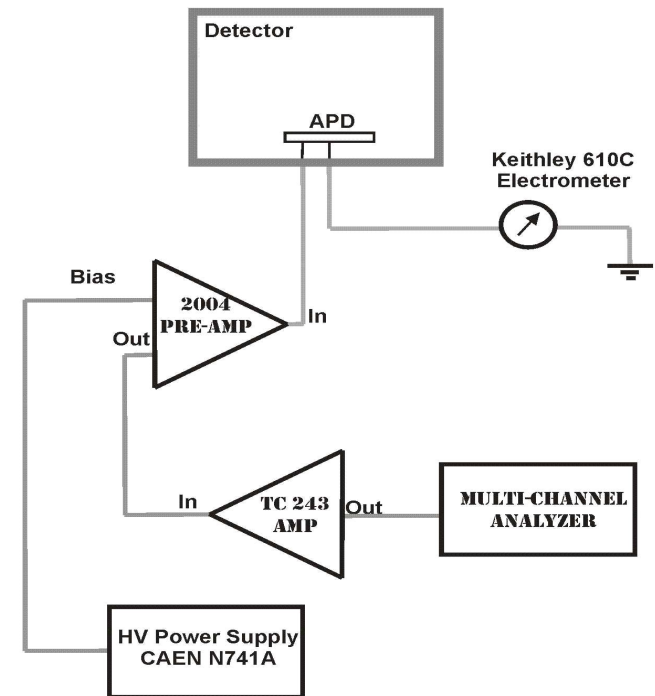 Detector
APD
Keithley 610C
Electrometer
Bias
2004
PRE-AMP
In
Out
In
TC 243
AMP
Out
MULTI-CHANNEL
ANALYZER
HV Power Supply
CAEN N741A